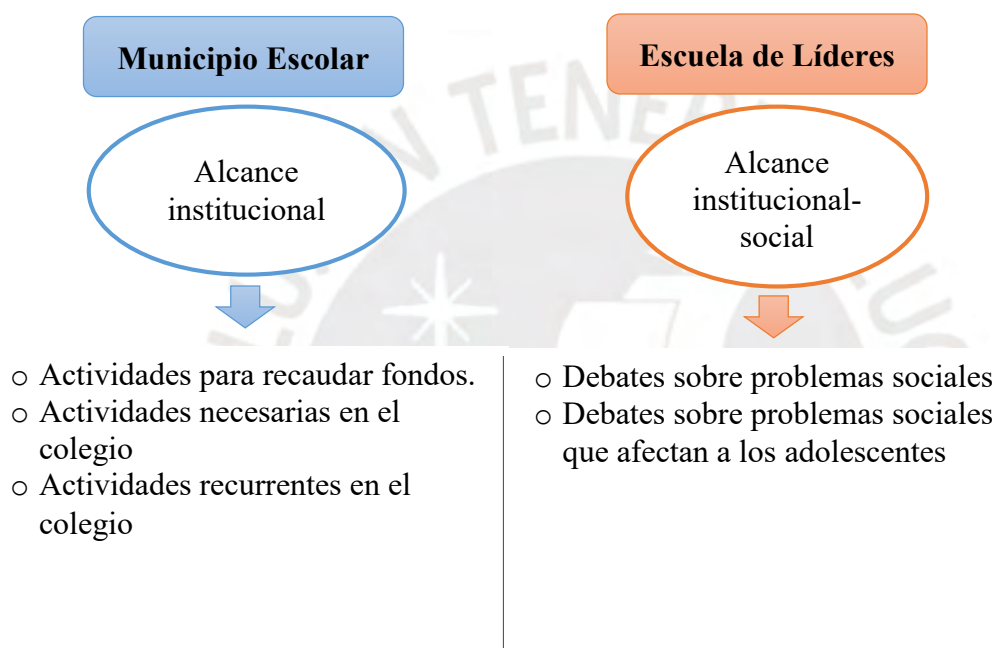 Municipio Escolar
Alcance
institucional
○ Actividades para recaudar fondos.
○ Actividades necesarias en el
colegio
○ Actividades recurrentes en el
colegio
Escuela de Líderes
Alcance
institucional-
social
○ Debates sobre problemas sociales
○ Debates sobre problemas sociales
que afectan a los adolescentes
TENE